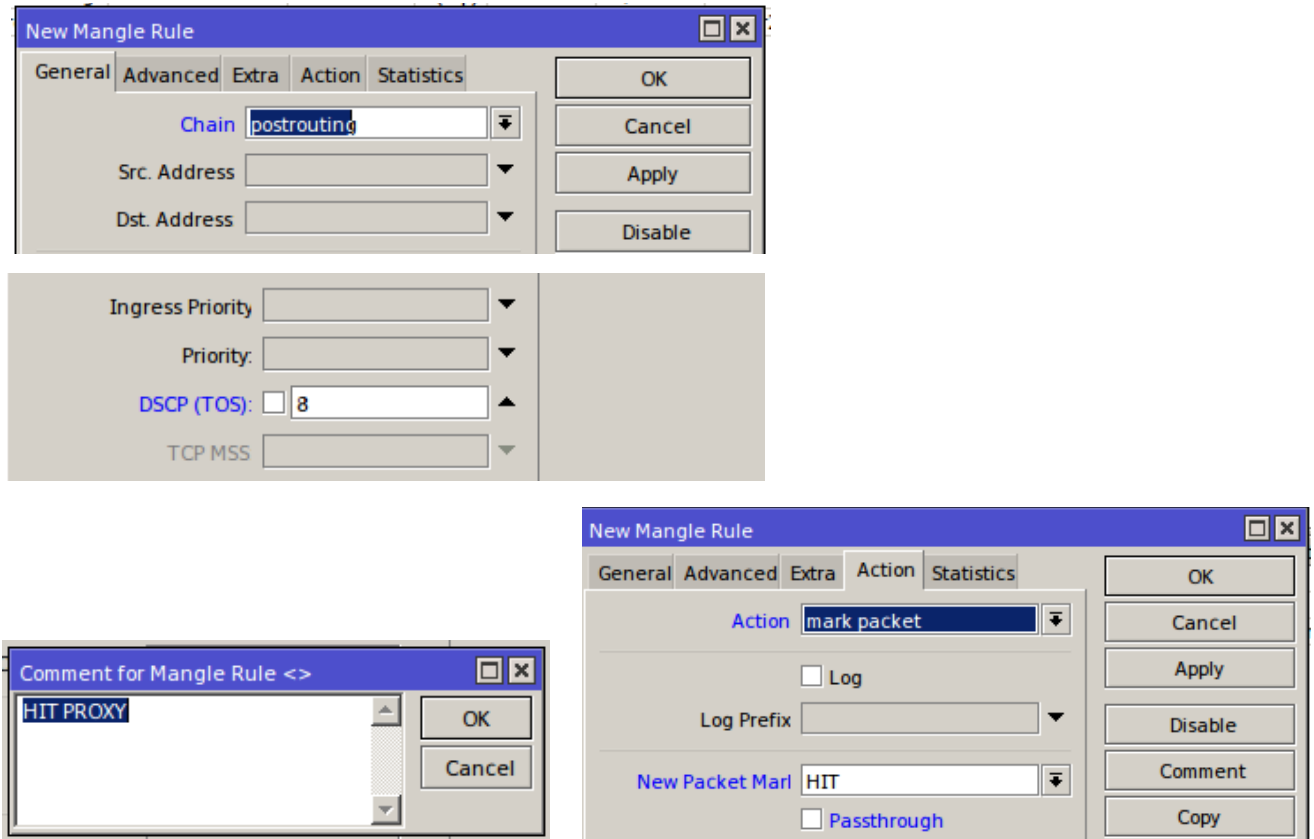 New Mangle Rule
General Advanced Extra Action Statistics
OK
Chain postrouting
Cancel
Src. Address
Apply
Dst. Address
Disable
Ingress Priority
Priority:
DSCP (TOS): 8
TCP MSS
New Mangle Rule
General Advanced Extra Action Statistics
OK
Action mark packet
Cancel
Log
Apply
Log Prefix
Disable
New Packet Marl HIT
Comment
Passthrough
Copy
Comment for Mangle Rule <>
HIT PROXY
OK
Cancel